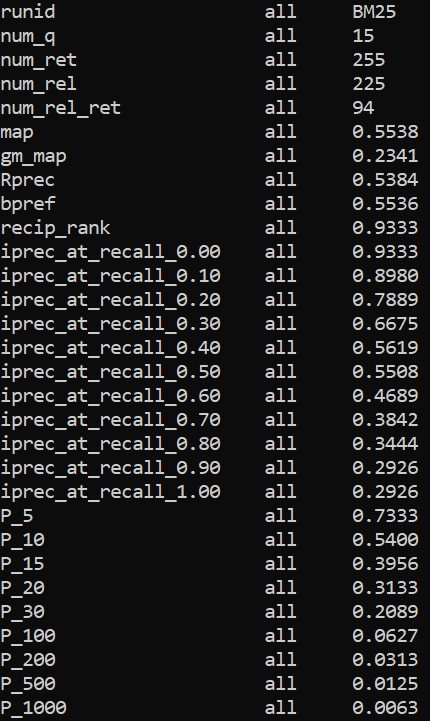 runid all BM25
num_q all 15
num_ret all 255
num_rel all 225
num_rel_ret all 94
map all 0.5538
gm_map all 0.2341
Rprec all 0.5384
bpref all 0.5536
recip_rank all 0.9333
iprec_at_recall_0.00 all 0.9333
iprec_at_recall_0.10 all 0.8980
iprec_at_recall_0.20 all 0.7889
iprec_at_recall_0.30 all 0.6675
iprec_at_recall_0.40 all 0.5619
iprec_at_recall_0.50 all 0.5508
iprec_at_recall_0.60 all 0.4689
iprec_at_recall_0.70 all 0.3842
iprec_at_recall_0.80 all 0.3444
iprec_at_recall_0.90 all 0.2926
iprec_at_recall_1.00 all 0.2926
P_5 all 0.7333
P_10 all 0.5400
P_15 all 0.3956
P_20 all 0.3133
P_30 all 0.2089
P_100 all 0.0627
P_200 all 0.0313
P_500 all 0.0125
P_1000 all 0.0063